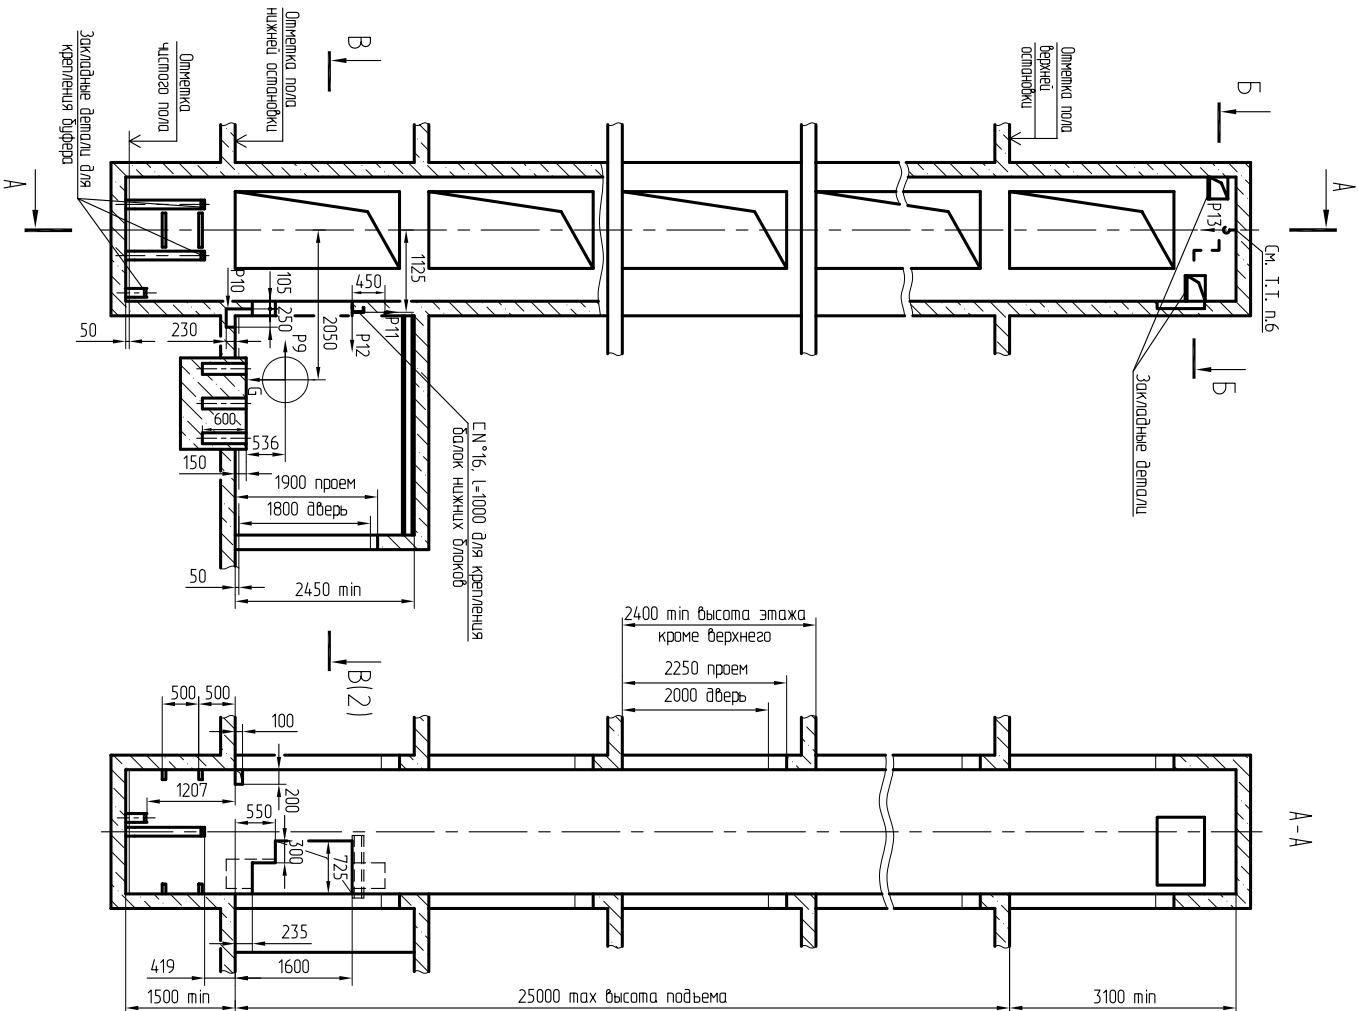 Закладные детали для
крепления буфера
Отметка
чистого пола
Отметка пола
нижней остановки
В
Отметка пола
верхней
остановки
Б
А
А
Р13
См. Т.Т. п.6
Закладные детали
Б
Р10
105
250
Р9
2050
1125
450
Р11
Р12
50
230
G
600
536
150
1900 проем
1800 дверь
50
2450 min
[N°16, l=1000 для крепления
балок нижних блоков
В(2)
2400 min высота этажа
кроме верхнего
2250 проем
2000 дверь
500
500
100
А-А
1207
200
550
300
725
235
419
1600
1500 min
25000 max высота подъема
3100 min